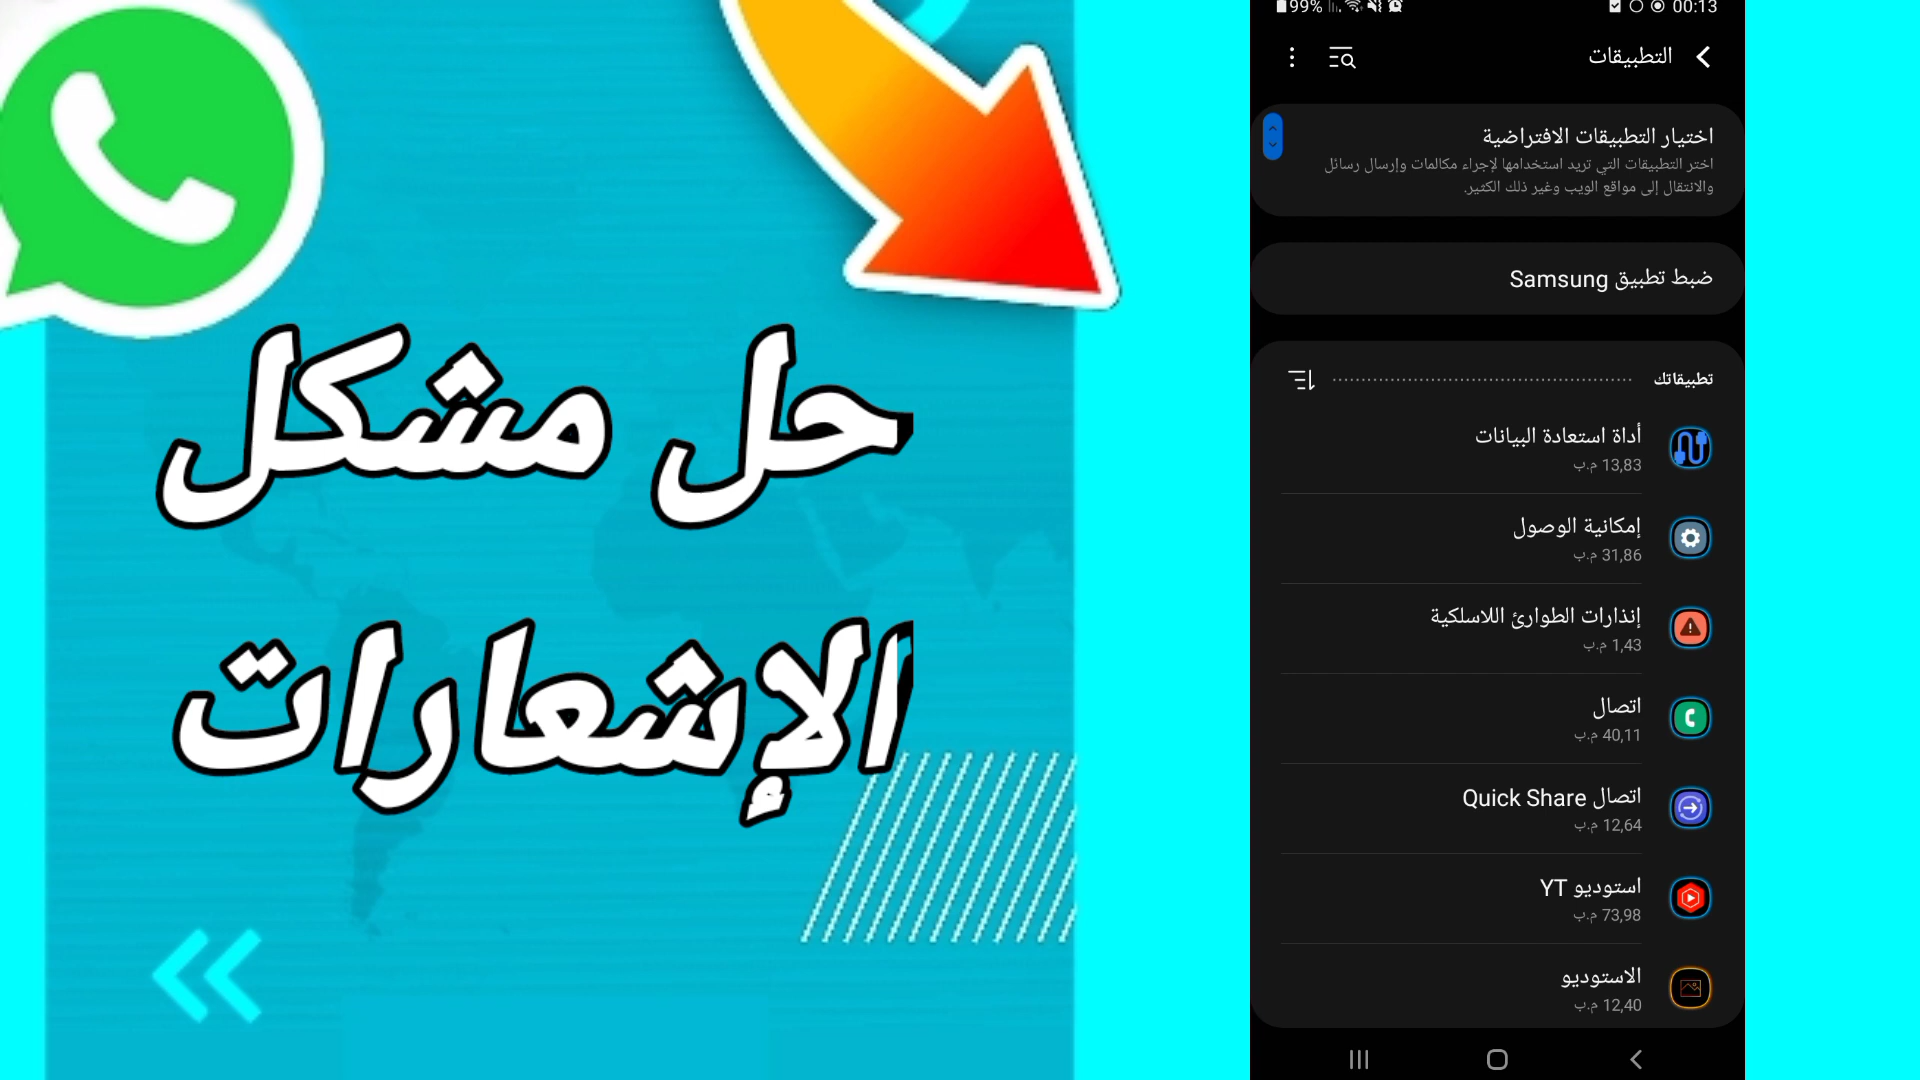 حل مشكل
الإشعارات
99%
00:13
التطبيقات
اختيار التطبيقات الافتراضية
اختر التطبيقات التي تريد استخدامها لإجراء مكالمات وإرسال رسائل
والانتقال إلى مواقع الويب وغير ذلك الكثير.
ضبط تطبيق Samsung
تطبيقاتك
أداة استعادة البيانات
13,83 م.ب
إمكانية الوصول
31,86 م.ب
إنذارات الطوارئ اللاسلكية
1,43 م.ب
اتصال
40,11 م.ب
اتصال Quick Share
12,64 م.ب
استوديو YT
73,98 م.ب
الاستوديو
12,40 م.ب